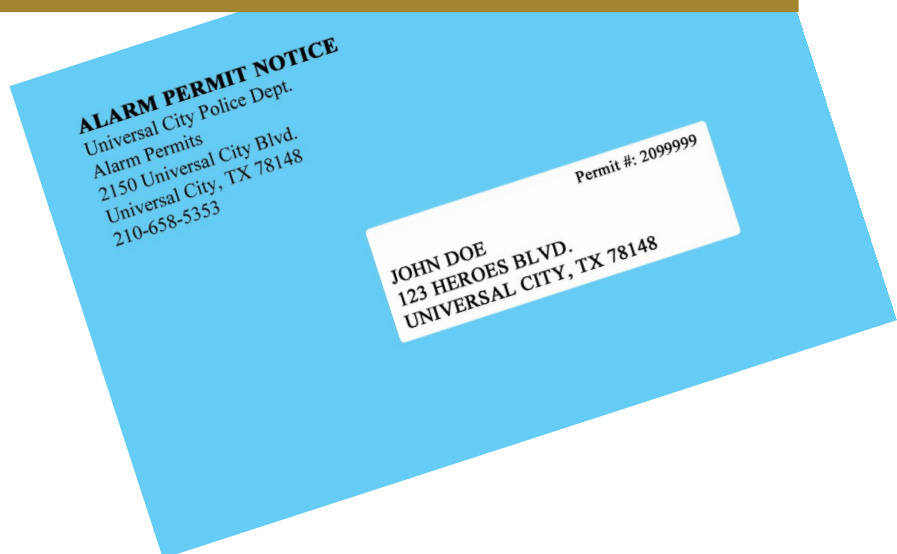 ALARM PERMIT NOTICE
Universal City Police Dept.
Alarm Permits
2150 Universal City Blvd.
Universal City, TX 78148
210-658-5353
Permit #: 2099999
JOHN DOE
123 HEROES BLVD.
UNIVERSAL CITY, TX 78148